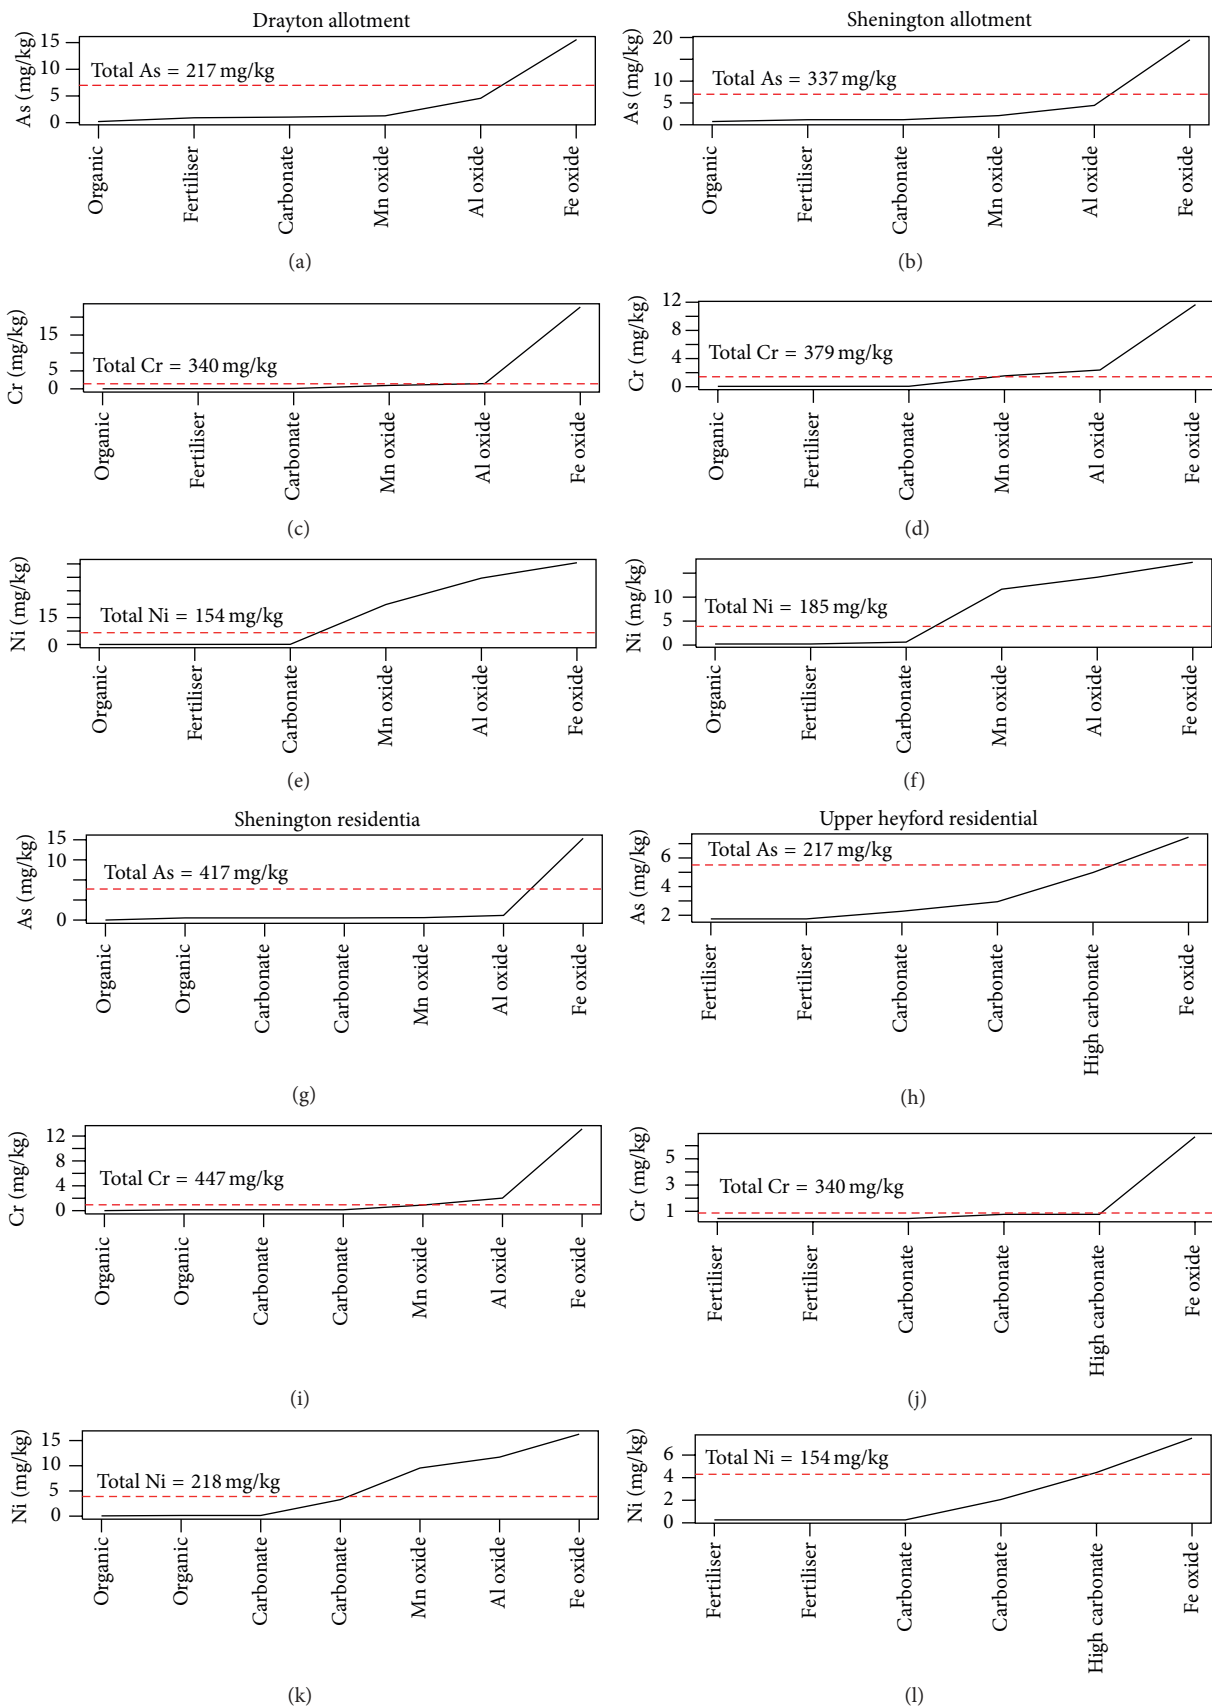 Drayton allotment
As (mg/kg)
15
10
5
0
Total As = 217 mg/kg
Organic
Fertiliser
Carbonate
Mn oxide
Al oxide
Fe oxide
(a)
Shenington allotment
As (mg/kg)
20
10
5
0
Total As = 337 mg/kg
Organic
Fertiliser
Carbonate
Mn oxide
Al oxide
Fe oxide
(b)
Cr (mg/kg)
15
5
0
Total Cr = 340 mg/kg
Organic
Fertiliser
Carbonate
Mn oxide
Al oxide
Fe oxide
(c)
Cr (mg/kg)
12
8
4
0
Total Cr = 379 mg/kg
Organic
Fertiliser
Carbonate
Mn oxide
Al oxide
Fe oxide
(d)
Ni (mg/kg)
15
0
Total Ni = 154 mg/kg
Organic
Fertiliser
Carbonate
Mn oxide
Al oxide
Fe oxide
(e)
Ni (mg/kg)
10
5
0
Total Ni = 185 mg/kg
Organic
Fertiliser
Carbonate
Mn oxide
Al oxide
Fe oxide
(f)
Shenington residentia
As (mg/kg)
15
10
0
Total As = 417 mg/kg
Organic
Organic
Carbonate
Carbonate
Mn oxide
Al oxide
Fe oxide
(g)
Upper heyford residential
As (mg/kg)
6
4
2
Total As = 217 mg/kg
Fertiliser
Fertiliser
Carbonate
Carbonate
High carbonate
Fe oxide
(h)
Cr (mg/kg)
12
8
4
0
Total Cr = 447 mg/kg
Organic
Organic
Carbonate
Carbonate
Mn oxide
Al oxide
Fe oxide
(i)
Cr (mg/kg)
5
3
1
Total Cr = 340 mg/kg
Fertiliser
Fertiliser
Carbonate
Carbonate
High carbonate
Fe oxide
(j)
Ni (mg/kg)
15
10
5
0
Total Ni = 218 mg/kg
Organic
Organic
Carbonate
Carbonate
Mn oxide
Al oxide
Fe oxide
(k)
Ni (mg/kg)
6
4
2
0
Total Ni = 154 mg/kg
Fertiliser
Fertiliser
Carbonate
Carbonate
High carbonate
Fe oxide
(l)